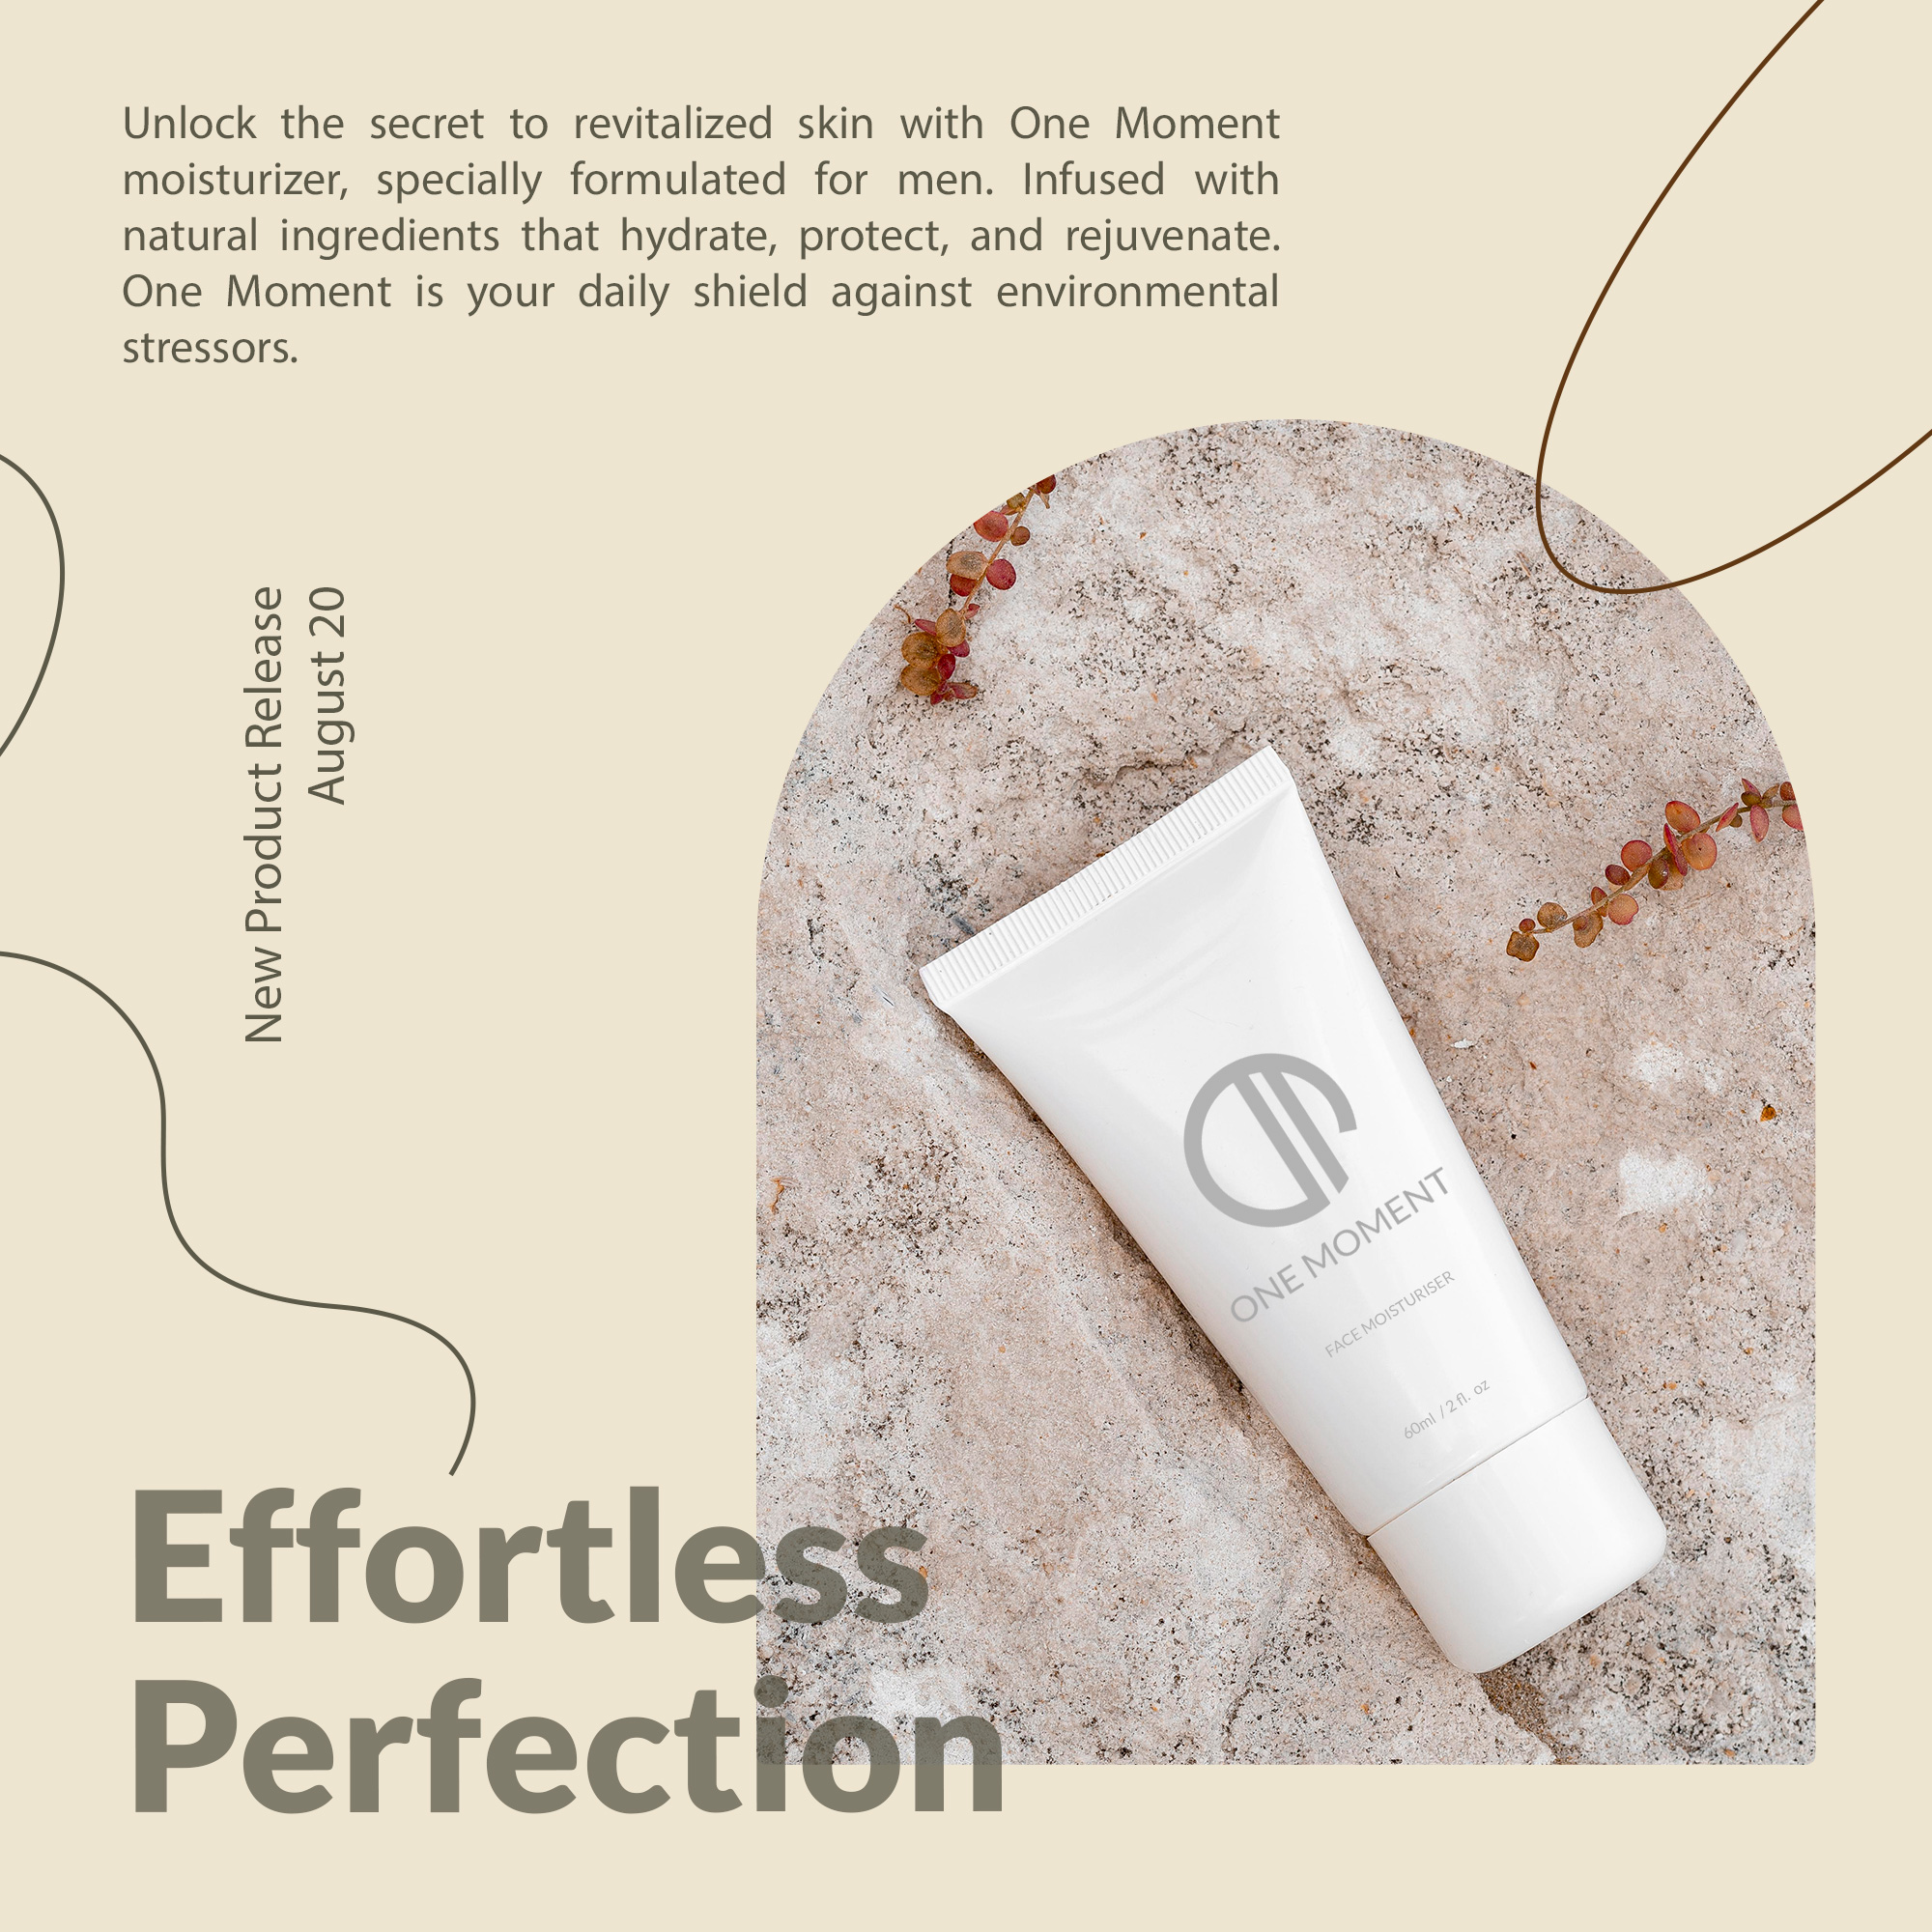 Unlock the secret to revitalized skin with One Moment
moisturizer, specially formulated for men. Infused with
natural ingredients that hydrate, protect, and rejuvenate.
One Moment is your daily shield against environmental
stressors.
New Product Release
August 20
ONE MOMENT
FACE MOISTURISER
60ml / 2 fl. oz
Effortless
Perfection